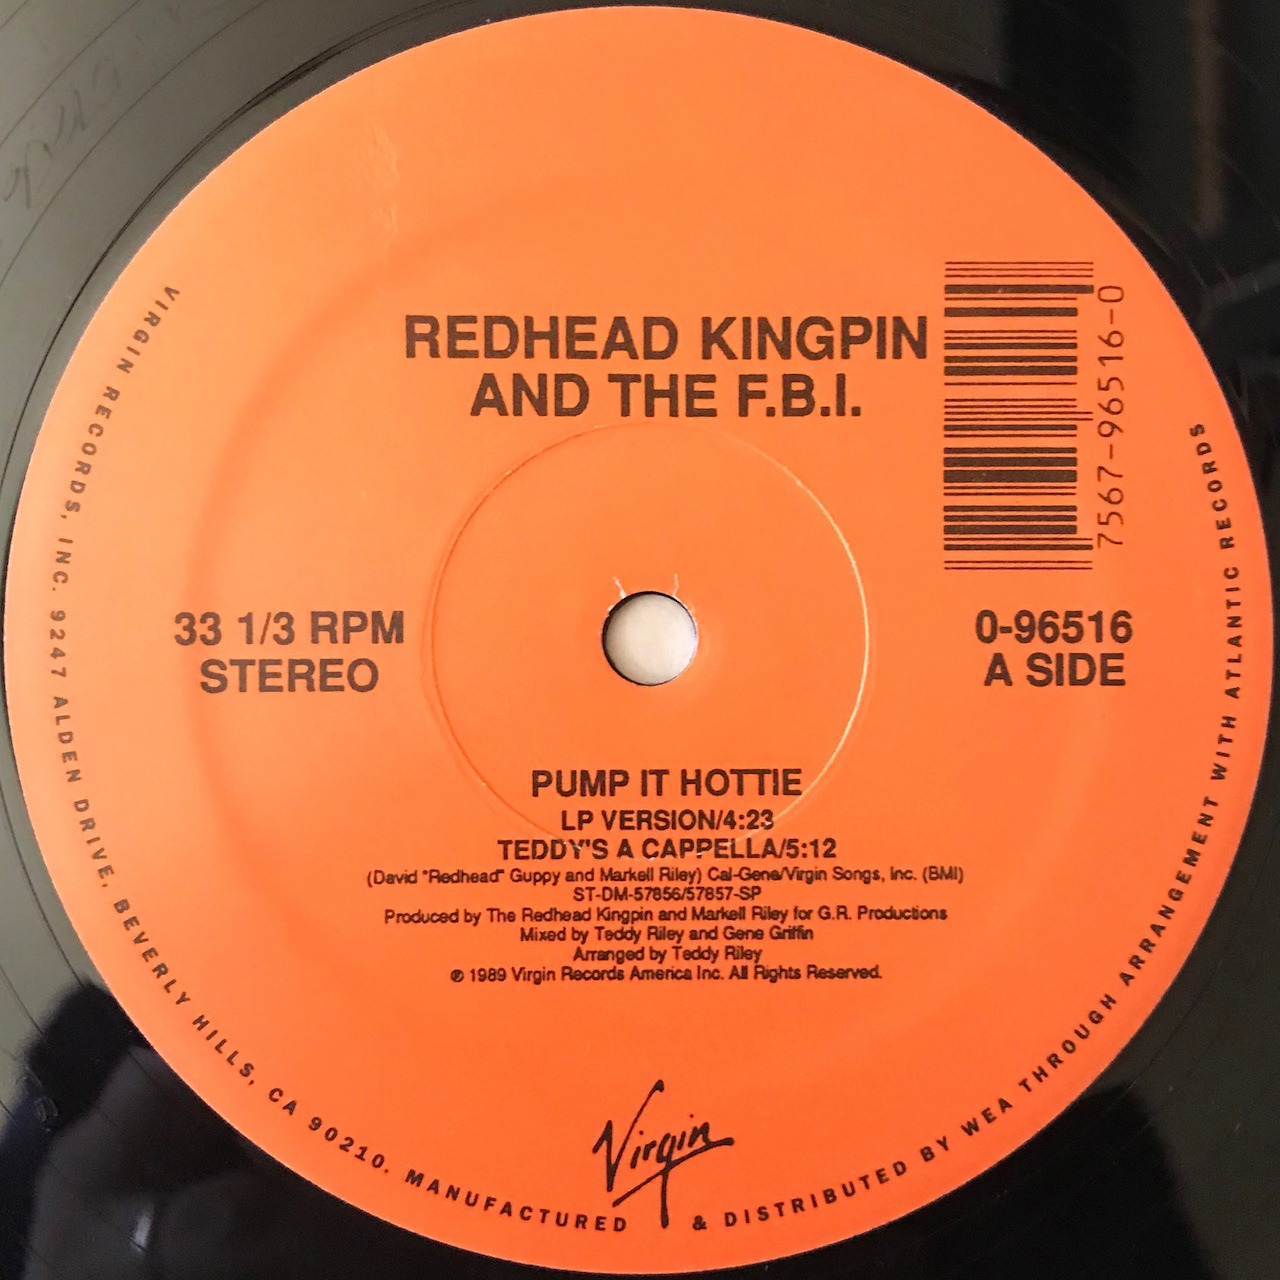 REDHEAD KINGPIN
AND THE F.B.I.
7567-96516-0
33 1/3 RPM
STEREO
0-96516
A SIDE
PUMP IT HOTTIE
LP VERSION/4:23
TEDDY'S A CAPPELLA/5:12
(David "Redhead" Guppy and Markell Riley) Cal-Gene/Virgin Songs, Inc. (BMI)
ST-DM-57856/57857-SP
Produced by The Redhead Kingpin and Markell Riley for G.R. Productions
Mixed by Teddy Riley and Gene Griffin
Arranged by Teddy Riley
℗ 1989 Virgin Records America Inc. All Rights Reserved.
Virgin
VIRGIN RECORDS, INC. 9247 ALDEN DRIVE, BEVERLY HILLS, CA 90210. MANUFACTURED & DISTRIBUTED BY WEA THROUGH ARRANGEMENT WITH ATLANTIC RECORDS